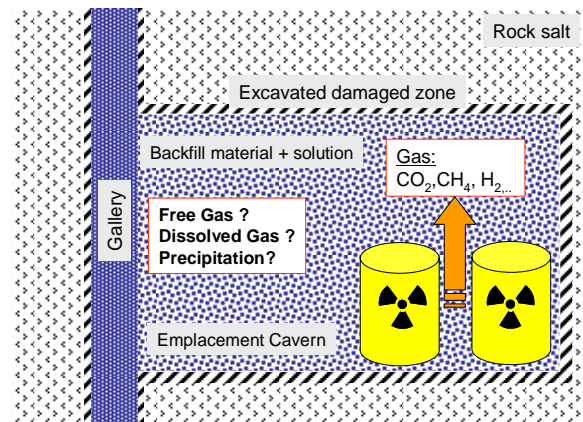 Rock salt
Excavated damaged zone
Backfill material + solution
Gas:
CO₂,CH₄, H₂,..
Gallery
Free Gas ?
Dissolved Gas ?
Precipitation?
Emplacement Cavern